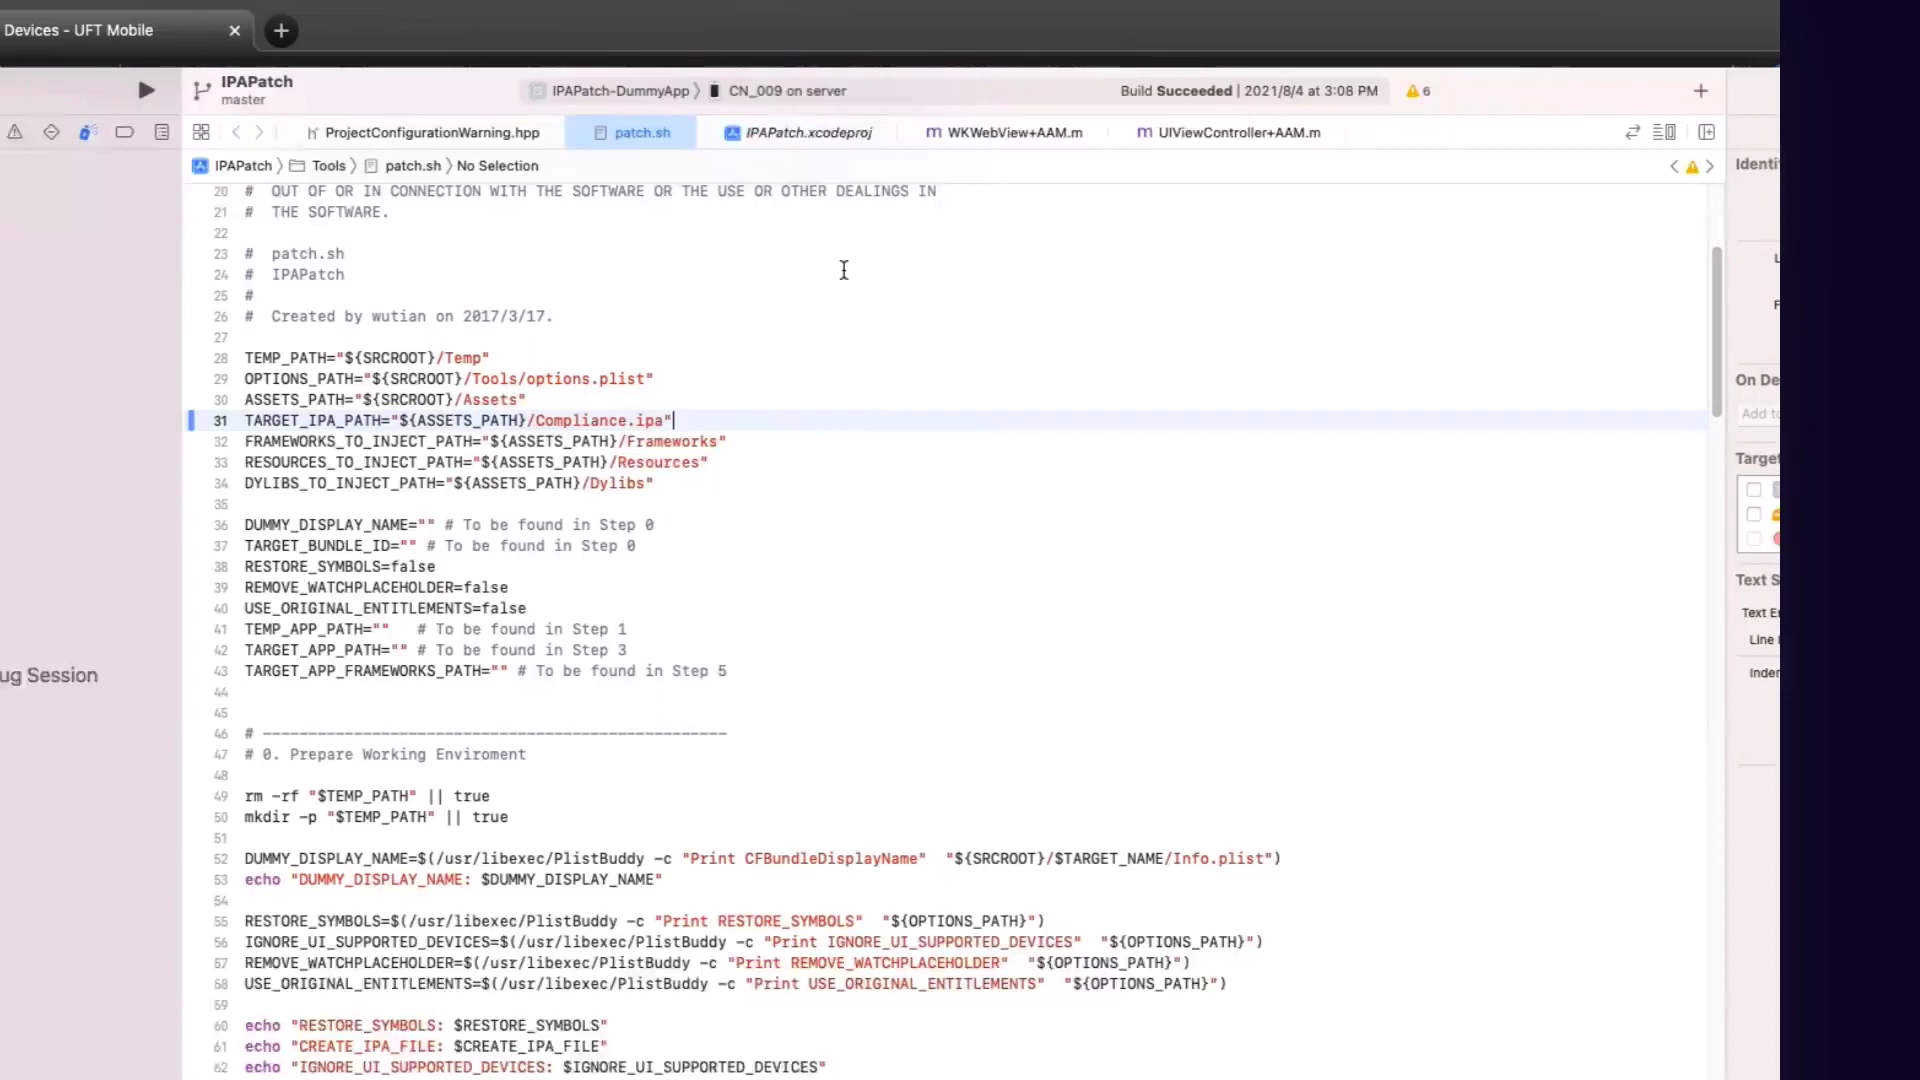 Devices - UFT Mobile
IPAPatch
master
IPAPatch-DummyApp
CN_009 on server
Build Succeeded | 2021/8/4 at 3:08 PM
6
ProjectConfigurationWarning.hpp
patch.sh
IPAPatch.xcodeproj
WKWebView+AAM.m
UIViewController+AAM.m
IPAPatch
Tools
patch.sh
No Selection
20 #  OUT OF OR IN CONNECTION WITH THE SOFTWARE OR THE USE OR OTHER DEALINGS IN
21 #  THE SOFTWARE.
22
23 #  patch.sh
24 #  IPAPatch
25 #
26 #  Created by wutian on 2017/3/17.
27
28 TEMP_PATH="${SRCROOT}/Temp"
29 OPTIONS_PATH="${SRCROOT}/Tools/options.plist"
30 ASSETS_PATH="${SRCROOT}/Assets"
31 TARGET_IPA_PATH="${ASSETS_PATH}/Compliance.ipa"
32 FRAMEWORKS_TO_INJECT_PATH="${ASSETS_PATH}/Frameworks"
33 RESOURCES_TO_INJECT_PATH="${ASSETS_PATH}/Resources"
34 DYLIBS_TO_INJECT_PATH="${ASSETS_PATH}/Dylibs"
35
36 DUMMY_DISPLAY_NAME="" # To be found in Step 0
37 TARGET_BUNDLE_ID="" # To be found in Step 0
38 RESTORE_SYMBOLS=false
39 REMOVE_WATCHPLACEHOLDER=false
40 USE_ORIGINAL_ENTITLEMENTS=false
41 TEMP_APP_PATH=""   # To be found in Step 1
42 TARGET_APP_PATH="" # To be found in Step 3
43 TARGET_APP_FRAMEWORKS_PATH="" # To be found in Step 5
44
45
46 # ---------------------------------------------------
47 # 0. Prepare Working Enviroment
48
49 rm -rf "$TEMP_PATH" || true
50 mkdir -p "$TEMP_PATH" || true
51
52 DUMMY_DISPLAY_NAME=$(/usr/libexec/PlistBuddy -c "Print CFBundleDisplayName"  "${SRCROOT}/$TARGET_NAME/Info.plist")
53 echo "DUMMY_DISPLAY_NAME: $DUMMY_DISPLAY_NAME"
54
55 RESTORE_SYMBOLS=$(/usr/libexec/PlistBuddy -c "Print RESTORE_SYMBOLS"  "${OPTIONS_PATH}")
56 IGNORE_UI_SUPPORTED_DEVICES=$(/usr/libexec/PlistBuddy -c "Print IGNORE_UI_SUPPORTED_DEVICES"  "${OPTIONS_PATH}")
57 REMOVE_WATCHPLACEHOLDER=$(/usr/libexec/PlistBuddy -c "Print REMOVE_WATCHPLACEHOLDER"  "${OPTIONS_PATH}")
58 USE_ORIGINAL_ENTITLEMENTS=$(/usr/libexec/PlistBuddy -c "Print USE_ORIGINAL_ENTITLEMENTS"  "${OPTIONS_PATH}")
59
60 echo "RESTORE_SYMBOLS: $RESTORE_SYMBOLS"
61 echo "CREATE_IPA_FILE: $CREATE_IPA_FILE"
62 echo "IGNORE_UI_SUPPORTED_DEVICES: $IGNORE_UI_SUPPORTED_DEVICES"
ug Session
Identi
L
F
On De
Add to
Target
Text S
Text E
Line
Inder